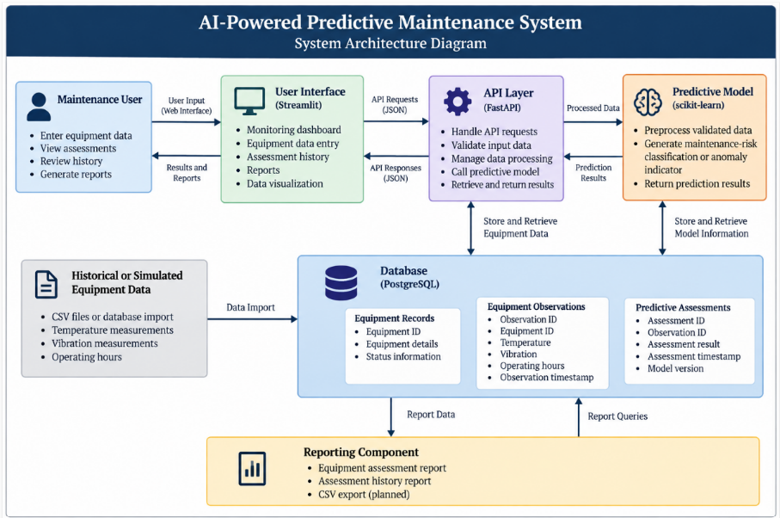 AI-Powered Predictive Maintenance System
System Architecture Diagram
Maintenance User
• Enter equipment data
• View assessments
• Review history
• Generate reports
User Input
(Web Interface)
Results and
Reports
User Interface
(Streamlit)
• Monitoring dashboard
• Equipment data entry
• Assessment history
• Reports
• Data visualization
API Requests
(JSON)
API Responses
(JSON)
API Layer
(FastAPI)
• Handle API requests
• Validate input data
• Manage data processing
• Call predictive model
• Retrieve and return results
Processed Data
Prediction
Results
Predictive Model
(scikit-learn)
• Preprocess validated data
• Generate maintenance-risk
classification or anomaly
indicator
• Return prediction results
Store and Retrieve
Equipment Data
Store and Retrieve
Model Information
Historical or Simulated
Equipment Data
• CSV files or database import
• Temperature measurements
• Vibration measurements
• Operating hours
Data Import
Database
(PostgreSQL)
Equipment Records
• Equipment ID
• Equipment details
• Status information
Equipment Observations
• Observation ID
• Equipment ID
• Temperature
• Vibration
• Operating hours
• Observation timestamp
Predictive Assessments
• Assessment ID
• Observation ID
• Assessment result
• Assessment timestamp
• Model version
Report Data
Report Queries
Reporting Component
• Equipment assessment report
• Assessment history report
• CSV export (planned)